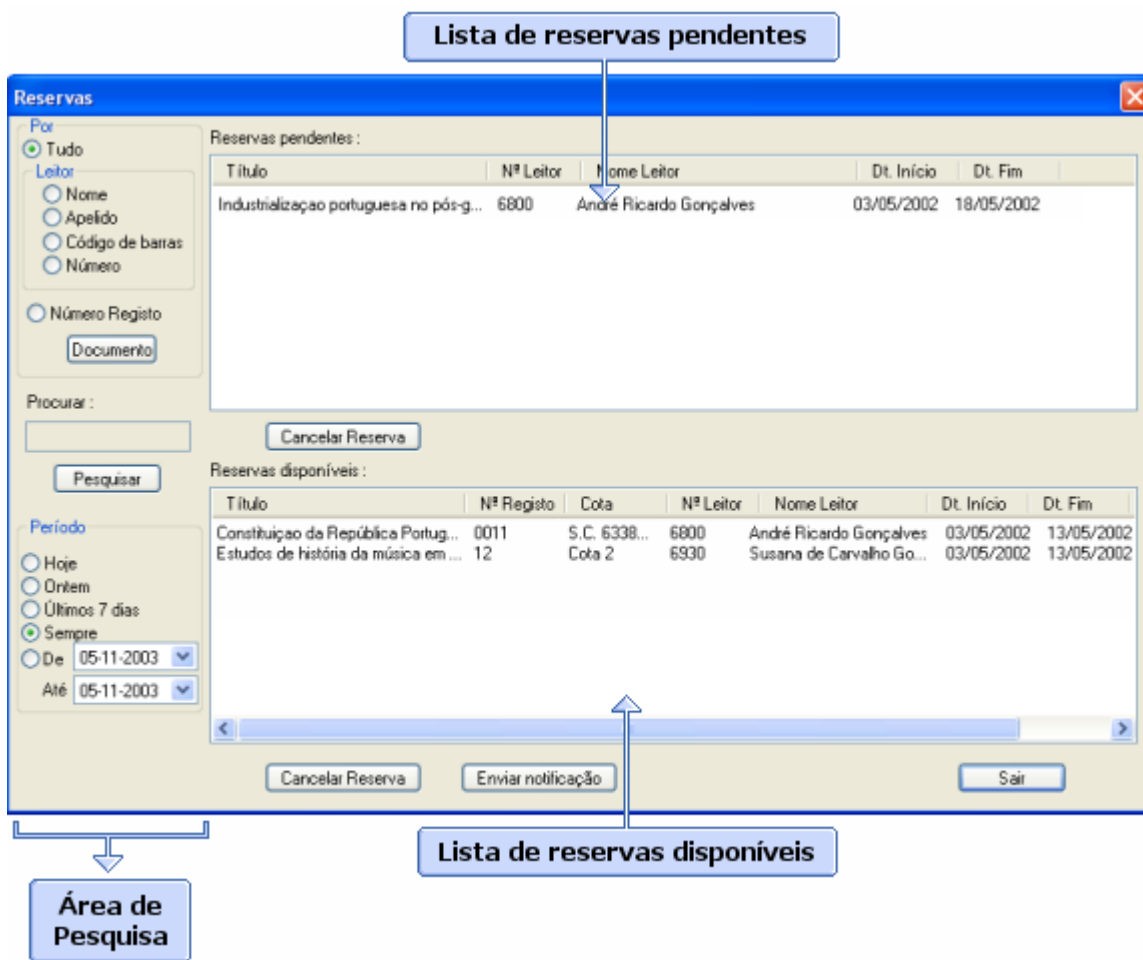 Lista de reservas pendentes
Reservas
Por
Tudo
Leitor
Nome
Apelido
Código de barras
Número
Número Registo
Documento
Procurar :
Pesquisar
Período
Hoje
Ontem
Últimos 7 dias
Sempre
De 05-11-2003
Até 05-11-2003
Reservas pendentes :
Título Nº Leitor Nome Leitor Dt. Início Dt. Fim
Industrializaçao portuguesa no pós-g... 6800 André Ricardo Gonçalves 03/05/2002 18/05/2002
Cancelar Reserva
Reservas disponíveis :
Título Nº Registo Cota Nº Leitor Nome Leitor Dt. Início Dt. Fim
Constituiçao da República Portug... 0011 S.C. 6338... 6800 André Ricardo Gonçalves 03/05/2002 13/05/2002
Estudos de história da música em ... 12 Cota 2 6930 Susana de Carvalho Go... 03/05/2002 13/05/2002
Cancelar Reserva Enviar notificação Sair
Lista de reservas disponíveis
Área de
Pesquisa